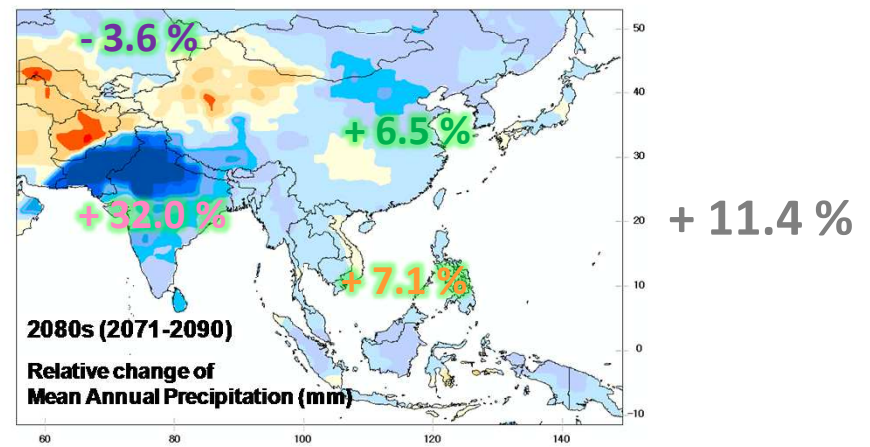 - 3.6 %
+ 6.5 %
+ 32.0 %
+ 11.4 %
+ 7.1 %
2080s (2071-2090)
Relative change of
Mean Annual Precipitation (mm)
50
40
30
20
10
0
-10
60 80 100 120 140